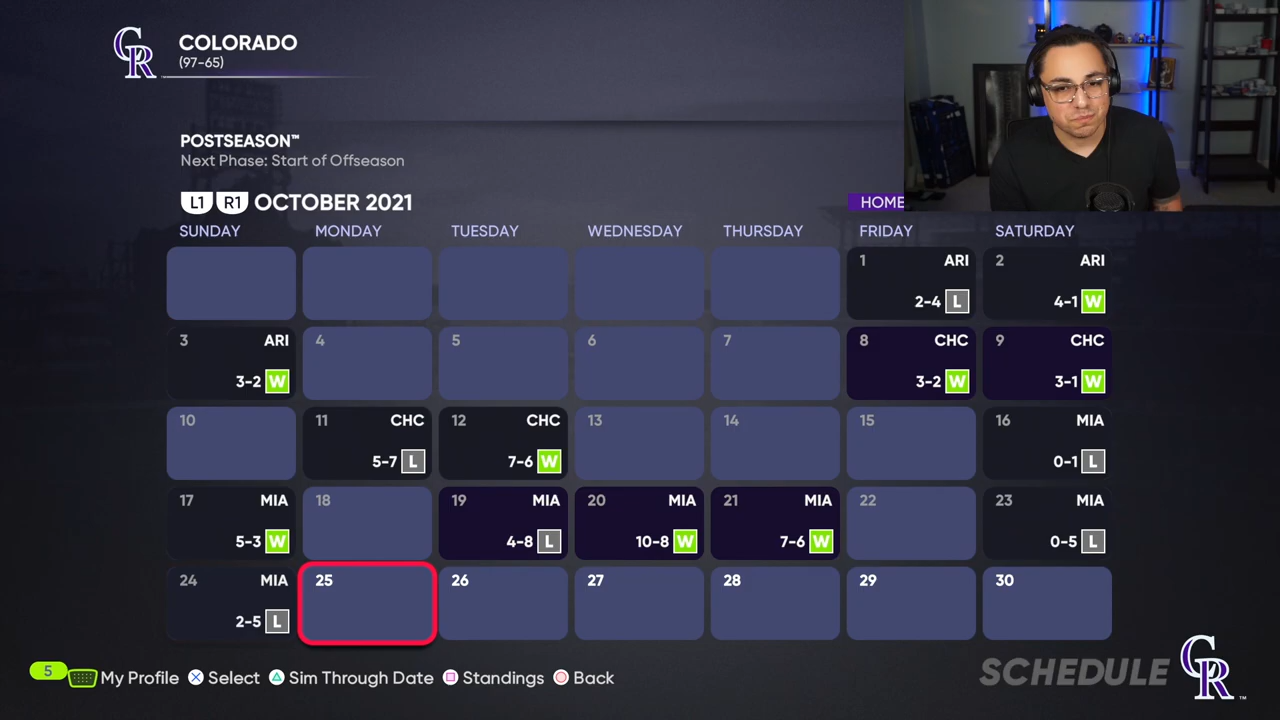 COLORADO
(97-65)
POSTSEASON™
Next Phase: Start of Offseason
L1 R1 OCTOBER 2021
HOME
SUNDAY MONDAY TUESDAY WEDNESDAY THURSDAY FRIDAY SATURDAY
1 ARI 2 ARI
2-4 L 4-1 W
3 ARI 4 5 6 7 8 CHC 9 CHC
3-2 W 3-2 W 3-1 W
10 11 CHC 12 CHC 13 14 15 16 MIA
5-7 L 7-6 W 0-1 L
17 MIA 18 19 MIA 20 MIA 21 MIA 22 23 MIA
5-3 W 4-8 L 10-8 W 7-6 W 0-5 L
24 MIA 25 26 27 28 29 30
2-5 L
5 My Profile Select Sim Through Date Standings Back
SCHEDULE CR™
CR